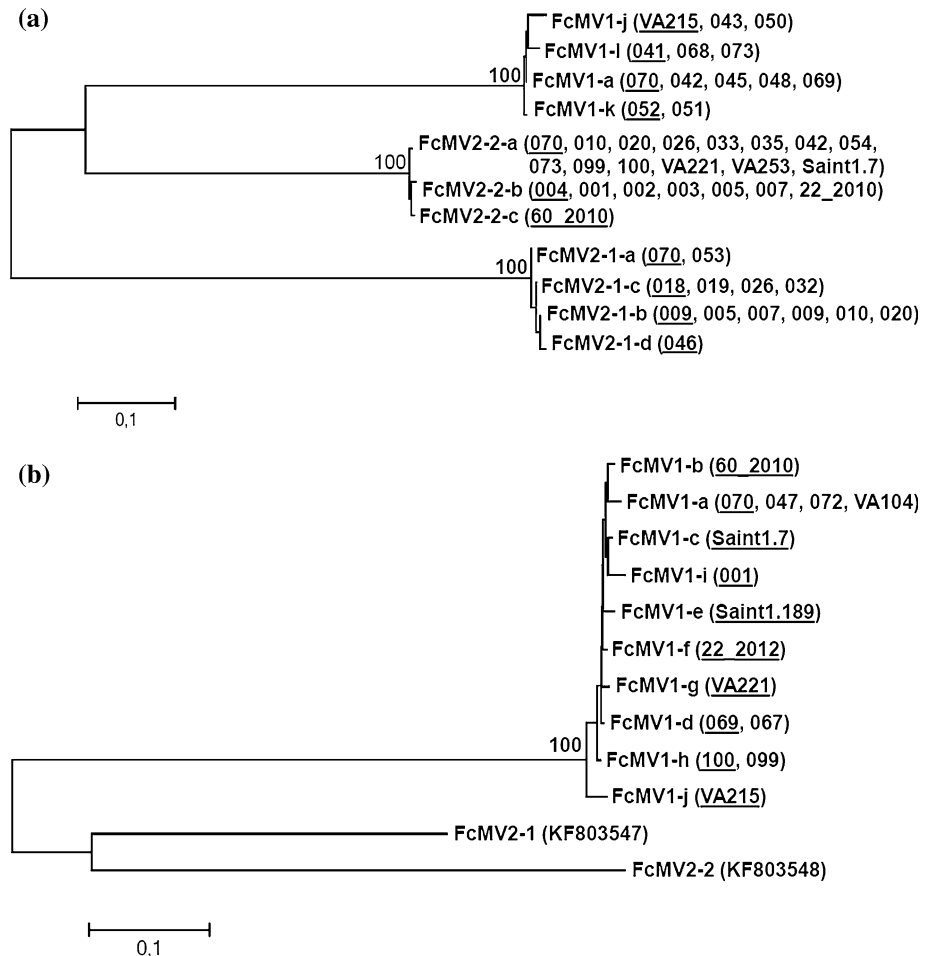 (a)
FcMV1-j (VA215, 043, 050)
FcMV1-l (041, 068, 073)
100
FcMV1-a (070, 042, 045, 048, 069)
FcMV1-k (052, 051)
FcMV2-2-a (070, 010, 020, 026, 033, 035, 042, 054,
100
073, 099, 100, VA221, VA253, Saint1.7)
FcMV2-2-b (004, 001, 002, 003, 005, 007, 22_2010)
FcMV2-2-c (60_2010)
FcMV2-1-a (070, 053)
100
FcMV2-1-c (018, 019, 026, 032)
FcMV2-1-b (009, 005, 007, 009, 010, 020)
FcMV2-1-d (046)
0,1
(b)
FcMV1-b (60_2010)
FcMV1-a (070, 047, 072, VA104)
FcMV1-c (Saint1.7)
FcMV1-i (001)
FcMV1-e (Saint1.189)
FcMV1-f (22_2012)
FcMV1-g (VA221)
FcMV1-d (069, 067)
100
FcMV1-h (100, 099)
FcMV1-j (VA215)
FcMV2-1 (KF803547)
FcMV2-2 (KF803548)
0,1